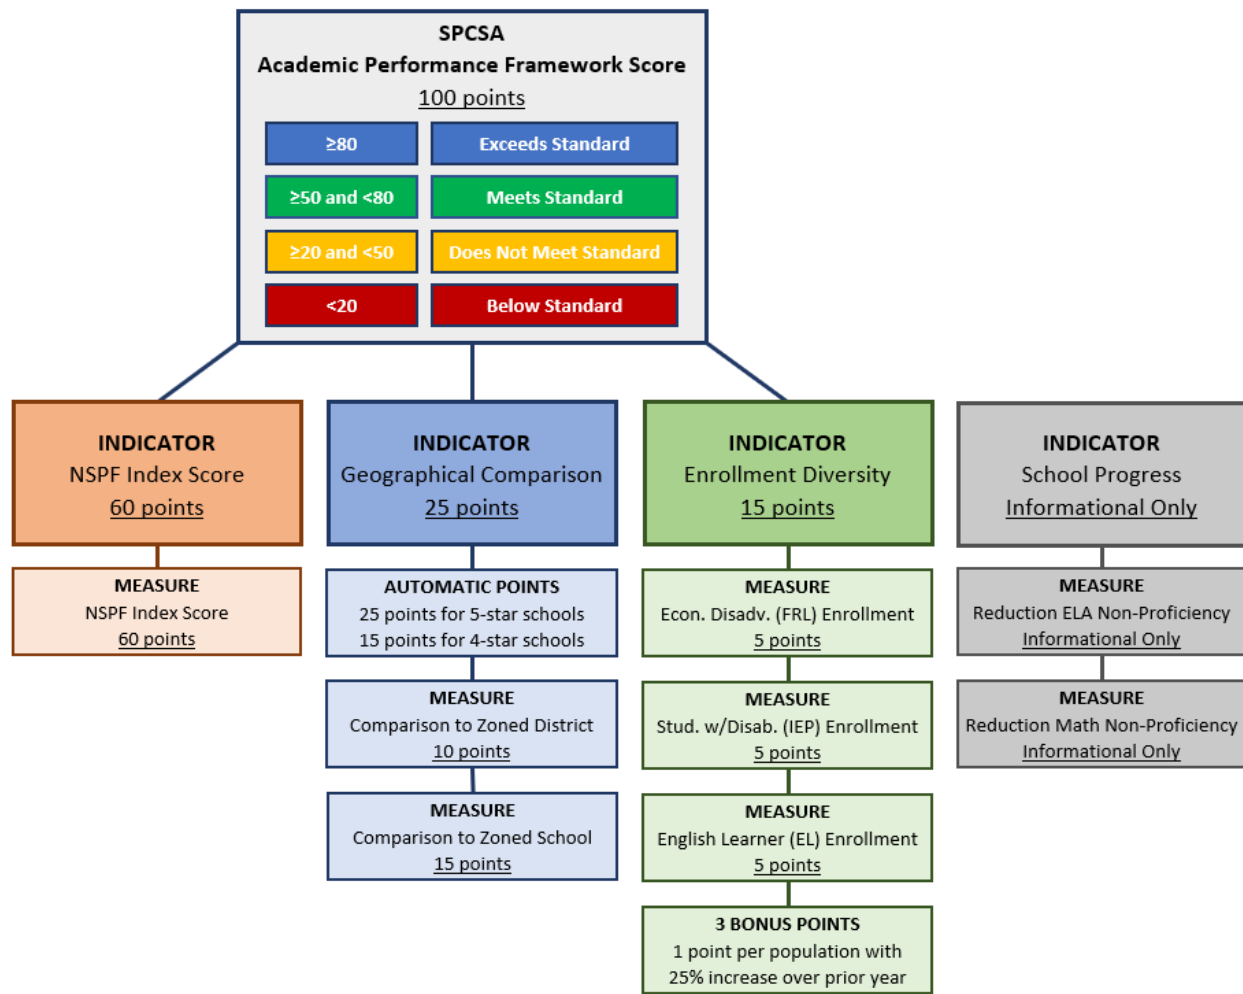 SPCSA
Academic Performance Framework Score
100 points
≥80
Exceeds Standard
≥50 and <80
Meets Standard
≥20 and <50
Does Not Meet Standard
<20
Below Standard
INDICATOR
NSPF Index Score
60 points
MEASURE
NSPF Index Score
60 points
INDICATOR
Geographical Comparison
25 points
AUTOMATIC POINTS
25 points for 5-star schools
15 points for 4-star schools
MEASURE
Comparison to Zoned District
10 points
MEASURE
Comparison to Zoned School
15 points
INDICATOR
Enrollment Diversity
15 points
MEASURE
Econ. Disadv. (FRL) Enrollment
5 points
MEASURE
Stud. w/Disab. (IEP) Enrollment
5 points
MEASURE
English Learner (EL) Enrollment
5 points
3 BONUS POINTS
1 point per population with
25% increase over prior year
INDICATOR
School Progress
Informational Only
MEASURE
Reduction ELA Non-Proficiency
Informational Only
MEASURE
Reduction Math Non-Proficiency
Informational Only